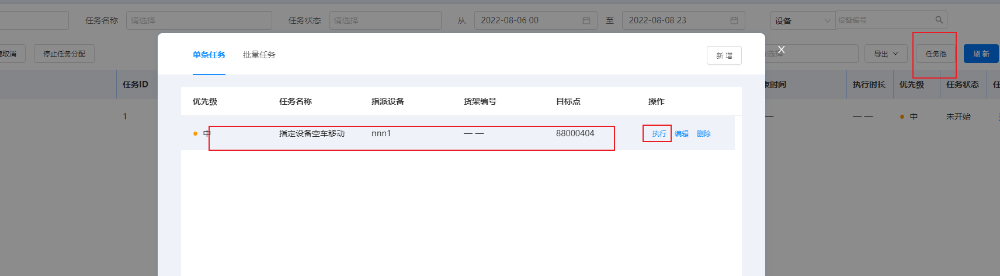 任务名称 请选择 任务状态 请选择 从 2022-08-06 00 至 2022-08-08 23 设备 设备编号
取消 停止任务分配 选择 导出 任务池 刷 新
单条任务 批量任务 新 增 X
任务ID 时间 执行时长 优先级 任务状态
优先级 任务名称 指派设备 货架编号 目标点 操作
1 — — — 中 未开始
中 指定设备空车移动 nnn1 — — 88000404 执行 编辑 删除